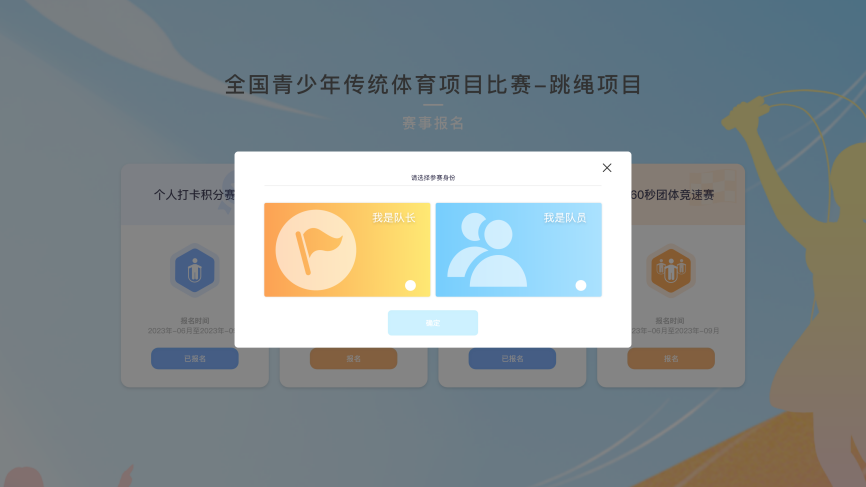 全国青少年传统体育项目比赛-跳绳项目
赛事报名
请选择参赛身份
个人打卡积分赛
60秒团体竞速赛
我是队长
我是队员
确定
报名时间
2023年-06月至2023年-0
报名时间
23年-06月至2023年-09月
已报名
报名
已报名
报名